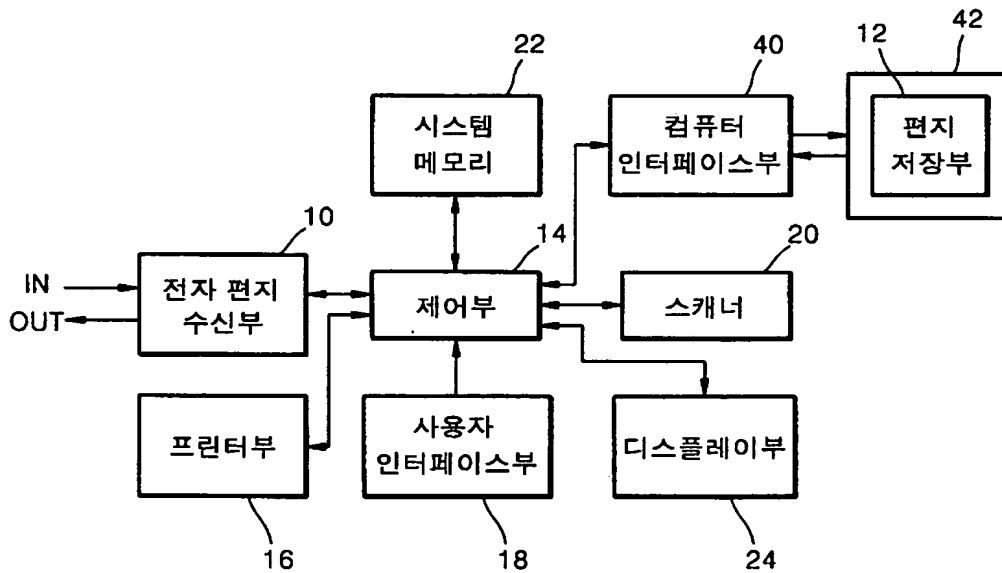 22
40
12
42
시스템
메모리
컴퓨터
인터페이스부
편지
저장부
10
14
20
IN
OUT
전자 편지
수신부
제어부
스캐너
프린터부
사용자
인터페이스부
디스플레이부
16
18
24